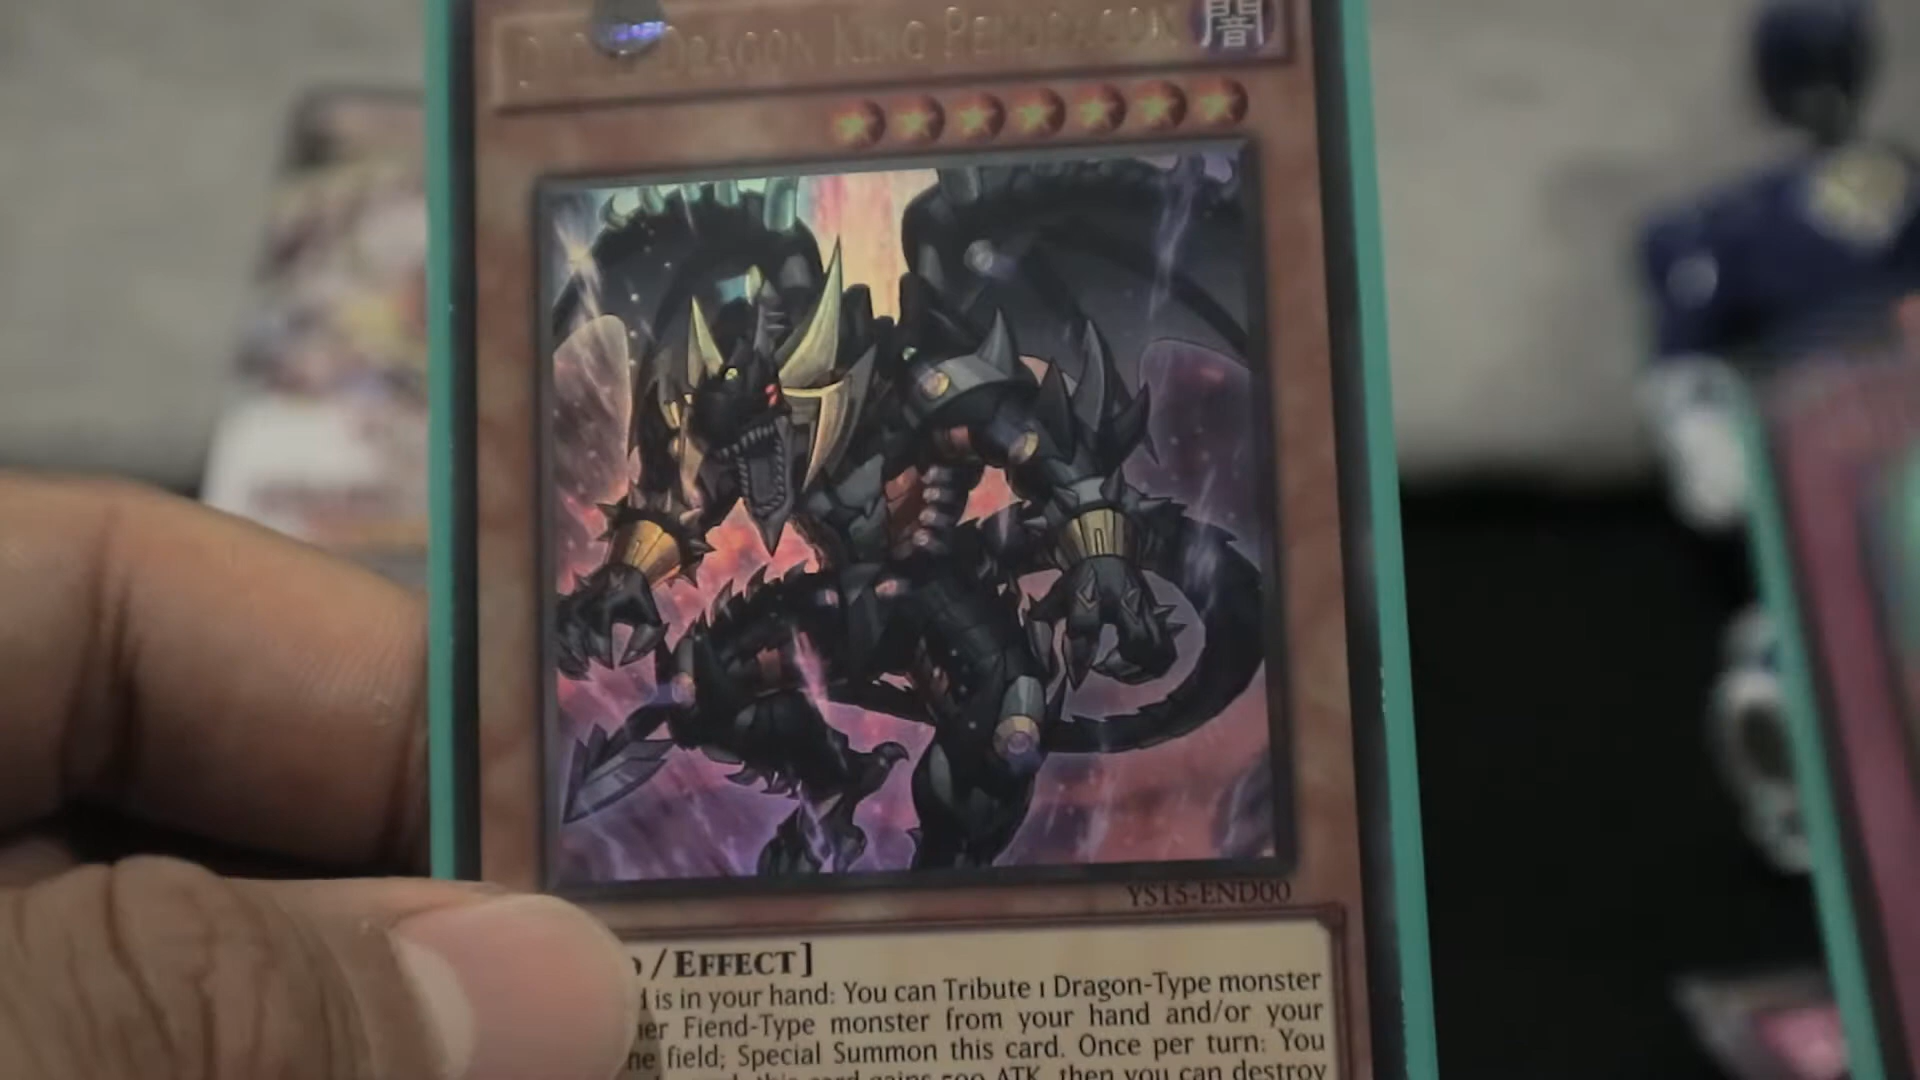 DRAGON KING PENDRAGON
闇
YS15-END00
/EFFECT]
is in your hand: You can Tribute 1 Dragon-Type monster
Fiend-Type monster from your hand and/or your
field; Special Summon this card. Once per turn: You
this card gains 500 ATK, then you can destroy